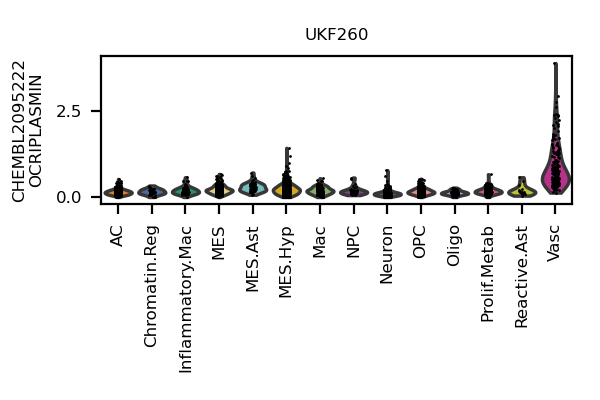 UKF260
CHEMBL2095222
OCRIPLASMIN
2.5
0.0
AC
Chromatin.Reg
Inflammatory.Mac
MES
MES.Ast
MES.Hyp
Mac
NPC
Neuron
OPC
Oligo
Prolif.Metab
Reactive.Ast
Vasc